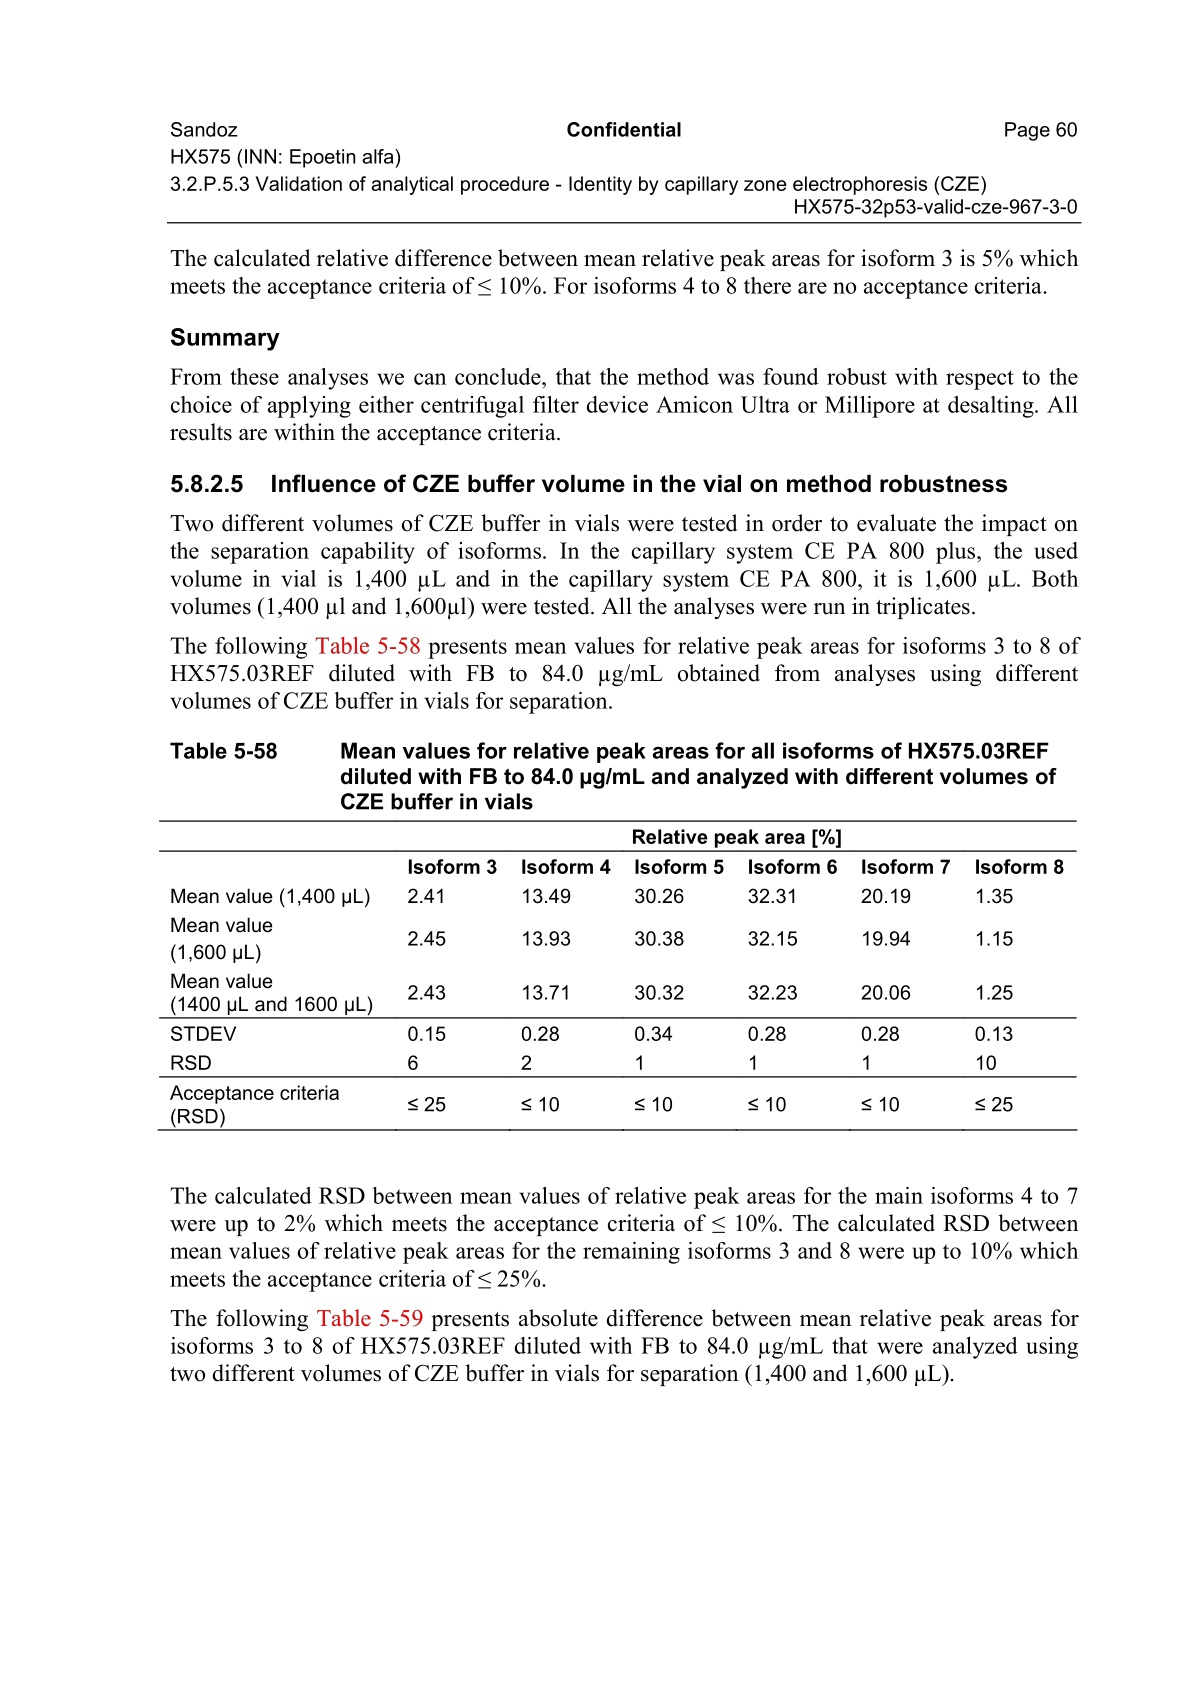 Sandoz Confidential Page 60
HX575 (INN: Epoetin alfa)
3.2.P.5.3 Validation of analytical procedure - Identity by capillary zone electrophoresis (CZE)
HX575-32p53-valid-cze-967-3-0
The calculated relative difference between mean relative peak areas for isoform 3 is 5% which
meets the acceptance criteria of ≤ 10%. For isoforms 4 to 8 there are no acceptance criteria.
Summary
From these analyses we can conclude, that the method was found robust with respect to the
choice of applying either centrifugal filter device Amicon Ultra or Millipore at desalting. All
results are within the acceptance criteria.
5.8.2.5 Influence of CZE buffer volume in the vial on method robustness
Two different volumes of CZE buffer in vials were tested in order to evaluate the impact on
the separation capability of isoforms. In the capillary system CE PA 800 plus, the used
volume in vial is 1,400 µL and in the capillary system CE PA 800, it is 1,600 µL. Both
volumes (1,400 µl and 1,600µl) were tested. All the analyses were run in triplicates.
The following Table 5-58 presents mean values for relative peak areas for isoforms 3 to 8 of
HX575.03REF diluted with FB to 84.0 µg/mL obtained from analyses using different
volumes of CZE buffer in vials for separation.
Table 5-58 Mean values for relative peak areas for all isoforms of HX575.03REF
diluted with FB to 84.0 µg/mL and analyzed with different volumes of
CZE buffer in vials
Relative peak area [%]
Isoform 3 Isoform 4 Isoform 5 Isoform 6 Isoform 7 Isoform 8
Mean value (1,400 µL) 2.41 13.49 30.26 32.31 20.19 1.35
Mean value
(1,600 µL) 2.45 13.93 30.38 32.15 19.94 1.15
Mean value
(1400 µL and 1600 µL) 2.43 13.71 30.32 32.23 20.06 1.25
STDEV 0.15 0.28 0.34 0.28 0.28 0.13
RSD 6 2 1 1 1 10
Acceptance criteria
(RSD) ≤ 25 ≤ 10 ≤ 10 ≤ 10 ≤ 10 ≤ 25
The calculated RSD between mean values of relative peak areas for the main isoforms 4 to 7
were up to 2% which meets the acceptance criteria of ≤ 10%. The calculated RSD between
mean values of relative peak areas for the remaining isoforms 3 and 8 were up to 10% which
meets the acceptance criteria of ≤ 25%.
The following Table 5-59 presents absolute difference between mean relative peak areas for
isoforms 3 to 8 of HX575.03REF diluted with FB to 84.0 µg/mL that were analyzed using
two different volumes of CZE buffer in vials for separation (1,400 and 1,600 µL).